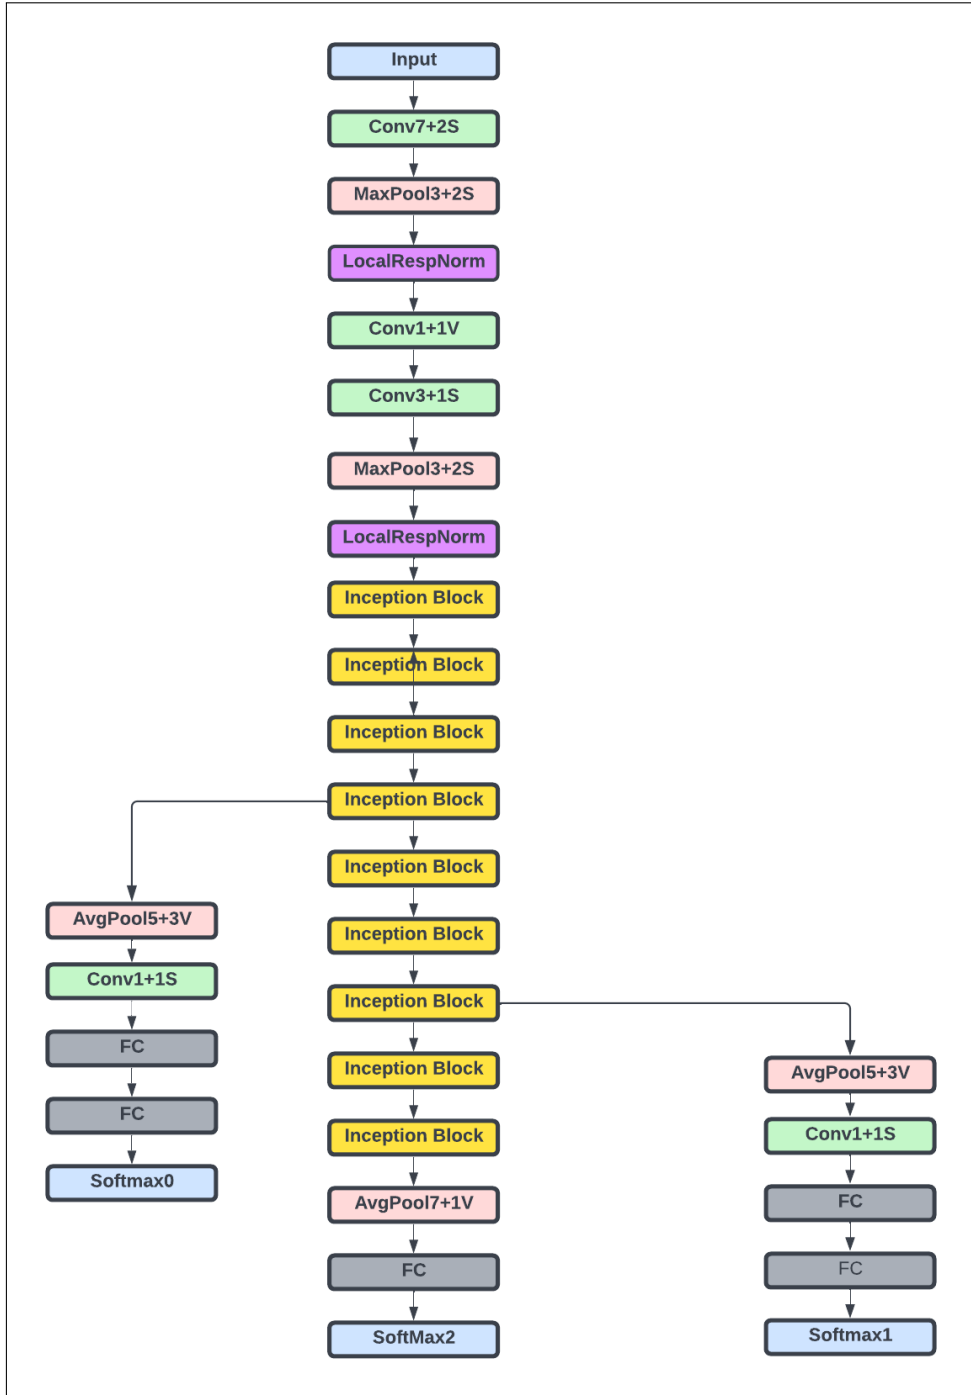 Input
Conv7+2S
MaxPool3+2S
LocalRespNorm
Conv1+1V
Conv3+1S
MaxPool3+2S
LocalRespNorm
Inception Block
Inception Block
Inception Block
Inception Block
Inception Block
Inception Block
Inception Block
Inception Block
Inception Block
AvgPool7+1V
FC
SoftMax2
AvgPool5+3V
Conv1+1S
FC
FC
Softmax0
AvgPool5+3V
Conv1+1S
FC
FC
Softmax1